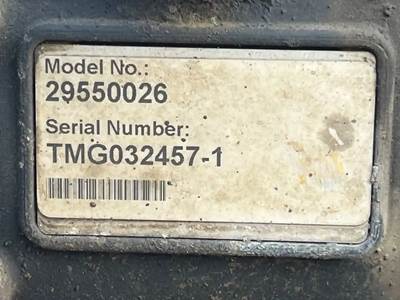 Model No.:
29550026
Serial Number:
TMG032457-1